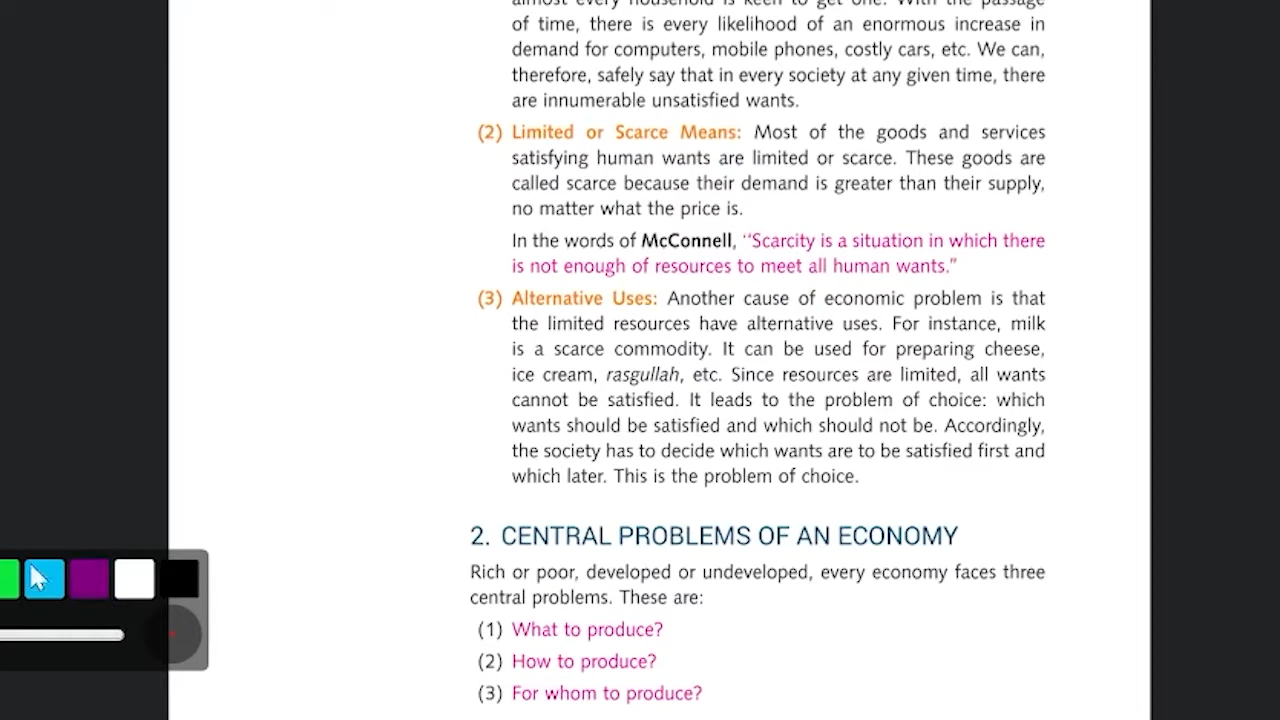 almost every household is keen to get one. With the passage
of time, there is every likelihood of an enormous increase in
demand for computers, mobile phones, costly cars, etc. We can,
therefore, safely say that in every society at any given time, there
are innumerable unsatisfied wants.
(2) Limited or Scarce Means: Most of the goods and services
satisfying human wants are limited or scarce. These goods are
called scarce because their demand is greater than their supply,
no matter what the price is.
In the words of McConnell, “Scarcity is a situation in which there
is not enough of resources to meet all human wants.”
(3) Alternative Uses: Another cause of economic problem is that
the limited resources have alternative uses. For instance, milk
is a scarce commodity. It can be used for preparing cheese,
ice cream, rasgullah, etc. Since resources are limited, all wants
cannot be satisfied. It leads to the problem of choice: which
wants should be satisfied and which should not be. Accordingly,
the society has to decide which wants are to be satisfied first and
which later. This is the problem of choice.
2. CENTRAL PROBLEMS OF AN ECONOMY
Rich or poor, developed or undeveloped, every economy faces three
central problems. These are:
(1) What to produce?
(2) How to produce?
(3) For whom to produce?